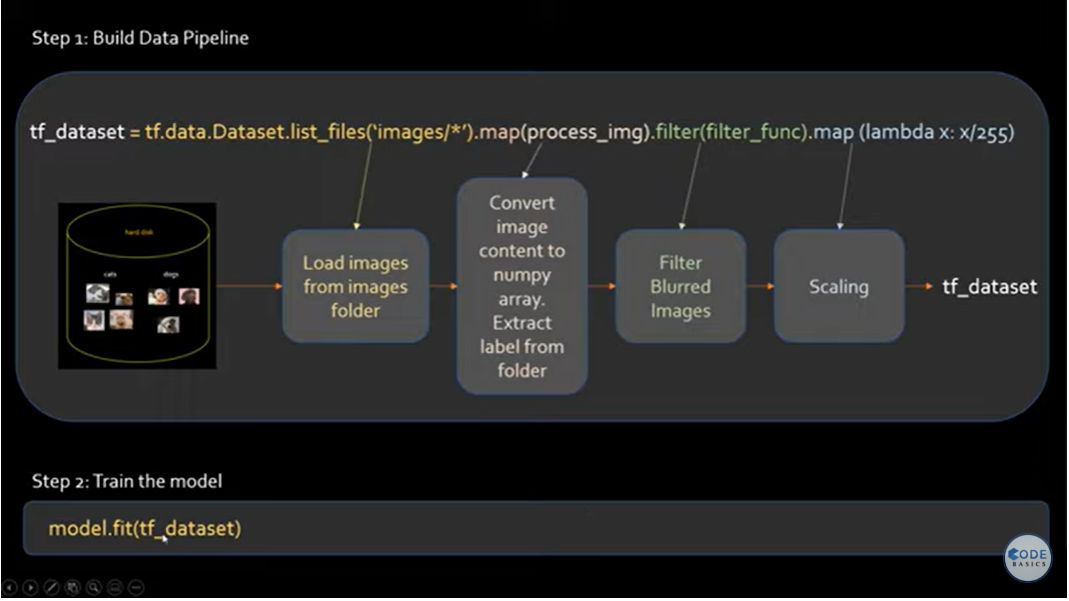 Step 1: Build Data Pipeline
tf_dataset = tf.data.Dataset.list_files('images/*').map(process_img).filter(filter_func).map (lambda x: x/255)
hard disk
cats dogs
Load images
from images
folder
Convert
image
content to
numpy
array.
Extract
label from
folder
Filter
Blurred
Images
Scaling
tf_dataset
Step 2: Train the model
model.fit(tf_dataset)
CODE
BASICS